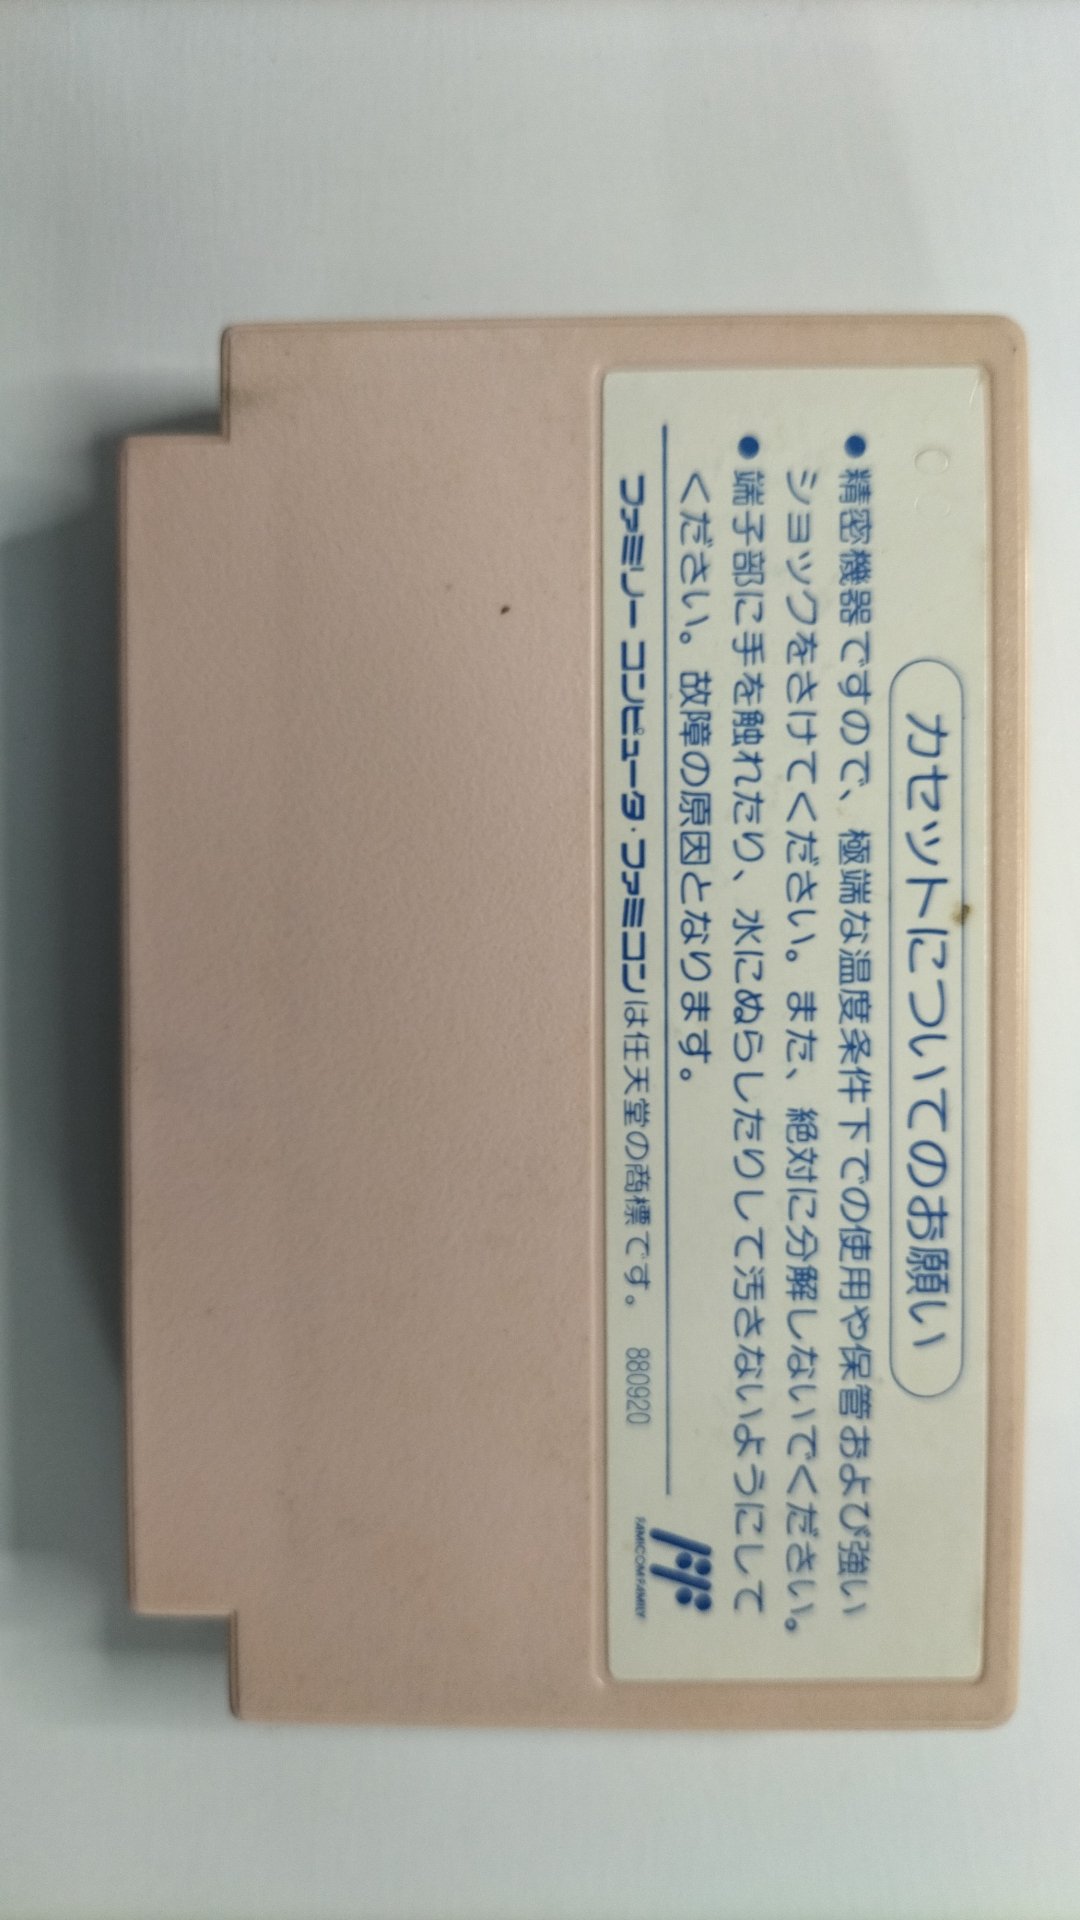 カセットについてのお願い
●精密機器ですので、極端な温度条件下での使用や保管および強い
ショックをさけてください。また、絶対に分解しないでください。
●端子部に手を触れたり、水にぬらしたりして汚さないようにして
ください。故障の原因となります。
ファミリー コンピュータ・ファミコンは任天堂の商標です。 880920
FAMICOM FAMILY